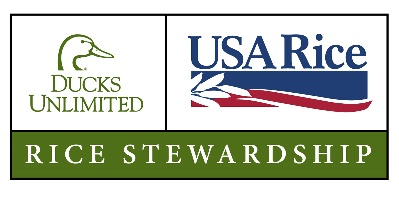 DUCKS
UNLIMITED
USA Rice
RICE STEWARDSHIP